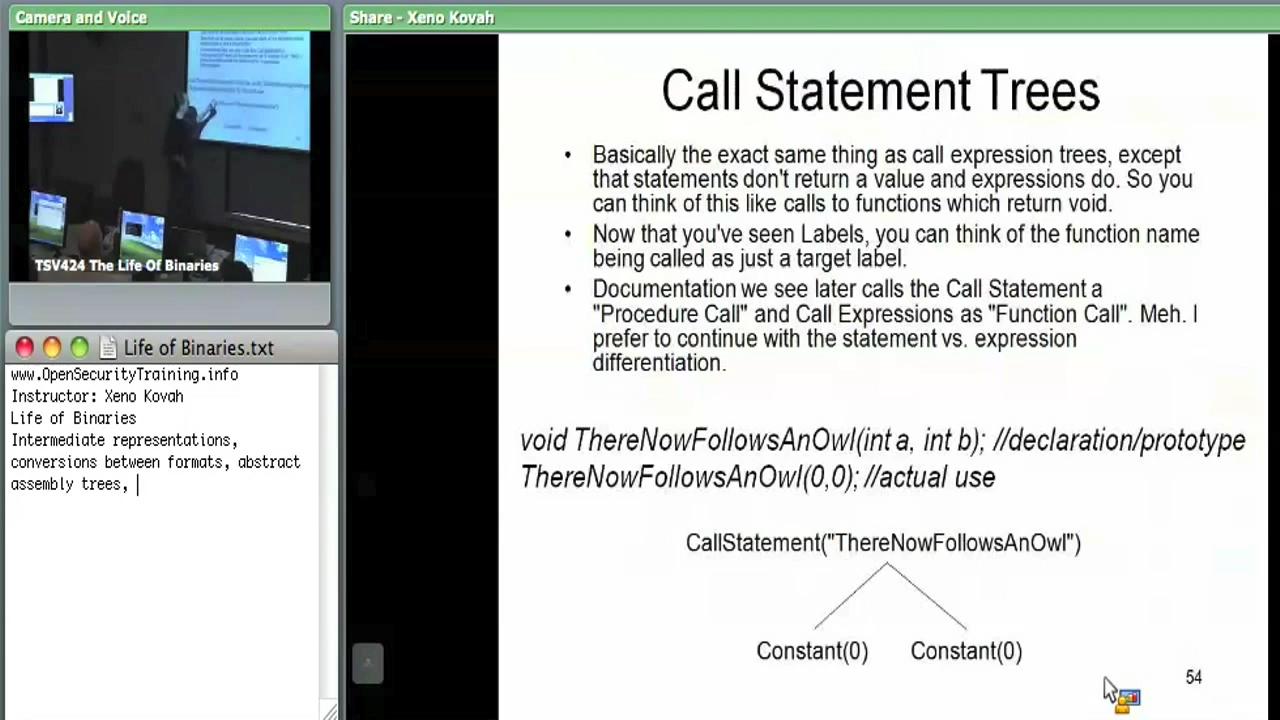 Camera and Voice
TSV424 The Life Of Binaries
Life of Binaries.txt
www.OpenSecurityTraining.info
Instructor: Xeno Kovah
Life of Binaries
Intermediate representations,
conversions between formats, abstract
assembly trees,
Share - Xeno Kovah
Call Statement Trees
• Basically the exact same thing as call expression trees, except
that statements don't return a value and expressions do. So you
can think of this like calls to functions which return void.
• Now that you've seen Labels, you can think of the function name
being called as just a target label.
• Documentation we see later calls the Call Statement a
"Procedure Call" and Call Expressions as "Function Call". Meh. I
prefer to continue with the statement vs. expression
differentiation.
void ThereNowFollowsAnOwl(int a, int b); //declaration/prototype
ThereNowFollowsAnOwl(0,0); //actual use
CallStatement("ThereNowFollowsAnOwl")
Constant(0) Constant(0)
54